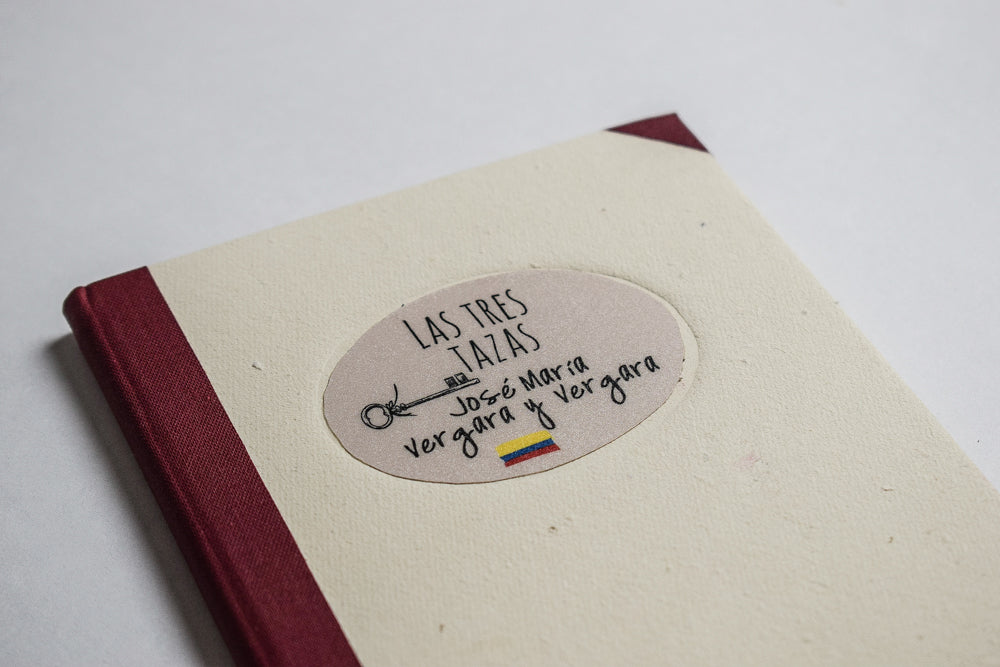 LAS TRES
TAZAS
José María
Vergara y Vergara